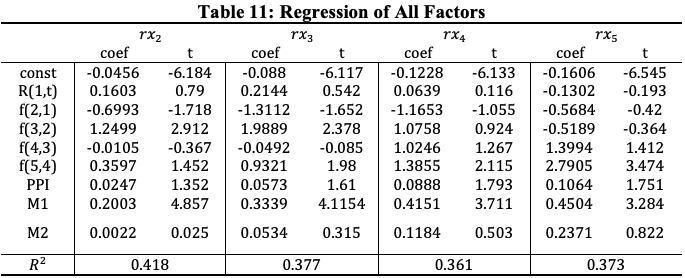 Table 11: Regression of All Factors
rx2 rx3 rx4 rx5
coef t coef t coef t coef t
const -0.0456 -6.184 -0.088 -6.117 -0.1228 -6.133 -0.1606 -6.545
R(1,t) 0.1603 0.79 0.2144 0.542 0.0639 0.116 -0.1302 -0.193
f(2,1) -0.6993 -1.718 -1.3112 -1.652 -1.1653 -1.055 -0.5684 -0.42
f(3,2) 1.2499 2.912 1.9889 2.378 1.0758 0.924 -0.5189 -0.364
f(4,3) -0.0105 -0.367 -0.0492 -0.085 1.0246 1.267 1.3994 1.412
f(5,4) 0.3597 1.452 0.9321 1.98 1.3855 2.115 2.7905 3.474
PPI 0.0247 1.352 0.0573 1.61 0.0888 1.793 0.1064 1.751
M1 0.2003 4.857 0.3339 4.1154 0.4151 3.711 0.4504 3.284
M2 0.0022 0.025 0.0534 0.315 0.1184 0.503 0.2371 0.822
R² 0.418 0.377 0.361 0.373